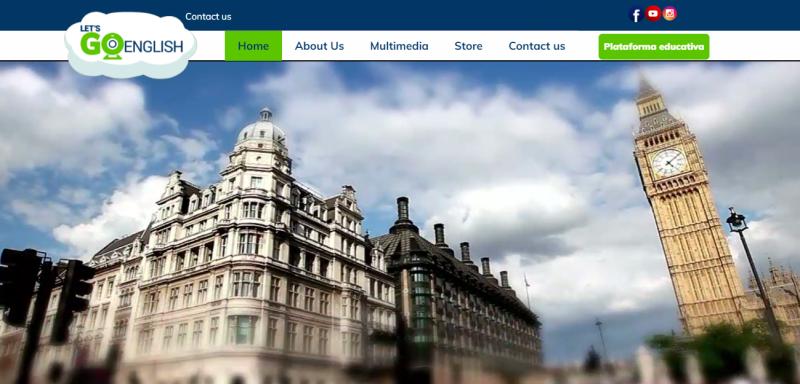 Contact us
LET'S
GO ENGLISH
Home
About Us
Multimedia
Store
Contact us
Plataforma educativa